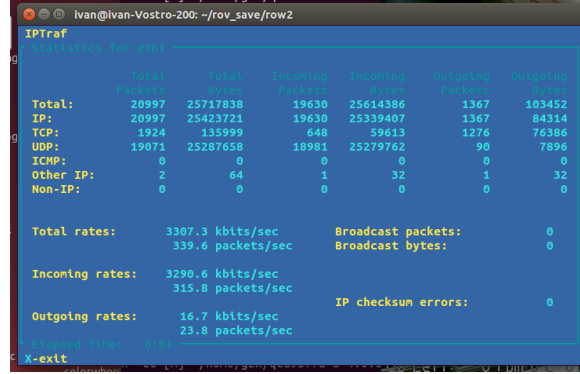 ivan@ivan-Vostro-200: ~/rov_save/row2
IPTraf
Statistics for eth1
Total Total Incoming Incoming Outgoing Outgoing
Packets Bytes Packets Bytes Packets Bytes
Total: 20997 25717838 19630 25614386 1367 103452
IP: 20997 25423721 19630 25339407 1367 84314
TCP: 1924 135999 648 59613 1276 76386
UDP: 19071 25287658 18981 25279762 90 7896
ICMP: 0 0 0 0 0 0
Other IP: 2 64 1 32 1 32
Non-IP: 0 0 0 0 0 0
Total rates: 3307.3 kbits/sec Broadcast packets: 0
339.6 packets/sec Broadcast bytes: 0
Incoming rates: 3290.6 kbits/sec
315.8 packets/sec
IP checksum errors: 0
Outgoing rates: 16.7 kbits/sec
23.8 packets/sec
Elapsed time: 0:01
X-exit